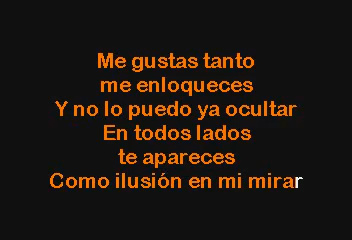 Me gustas tanto
me enloqueces
Y no lo puedo ya ocultar
En todos lados
te apareces
Como ilusión en mi mirar